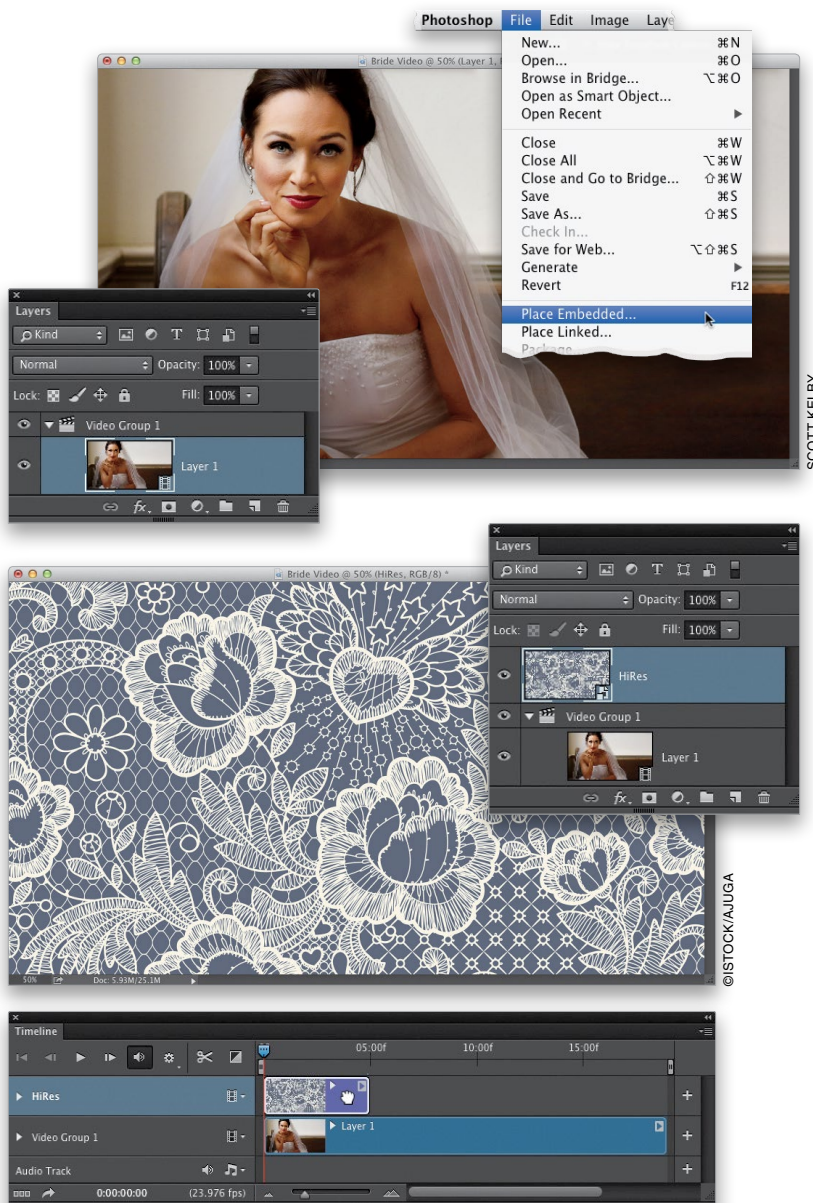 Photoshop File Edit Image Laye
Bride Video @ 50% (Layer 1,
New... ⌘N
Open... ⌘O
Browse in Bridge... ⌥⌘O
Open as Smart Object...
Open Recent ▶
Close ⌘W
Close All ⌥⌘W
Close and Go to Bridge... ⇧⌘W
Save ⌘S
Save As... ⇧⌘S
Check In...
Save for Web... ⌥⇧⌘S
Generate ▶
Revert F12
Place Embedded...
Place Linked...
Package...
SCOTT KELBY
Layers
Kind
Normal Opacity: 100%
Lock: Fill: 100%
Video Group 1
Layer 1
fx
Bride Video @ 50% (HiRes, RGB/8) *
Layers
Kind
Normal Opacity: 100%
Lock: Fill: 100%
HiRes
Video Group 1
Layer 1
fx
50% Doc: 5.93M/25.1M
©ISTOCK/AJUGA
Timeline
05:00f 10:00f 15:00f
HiRes
Video Group 1 Layer 1
Audio Track
0:00:00:00 (23.976 fps)